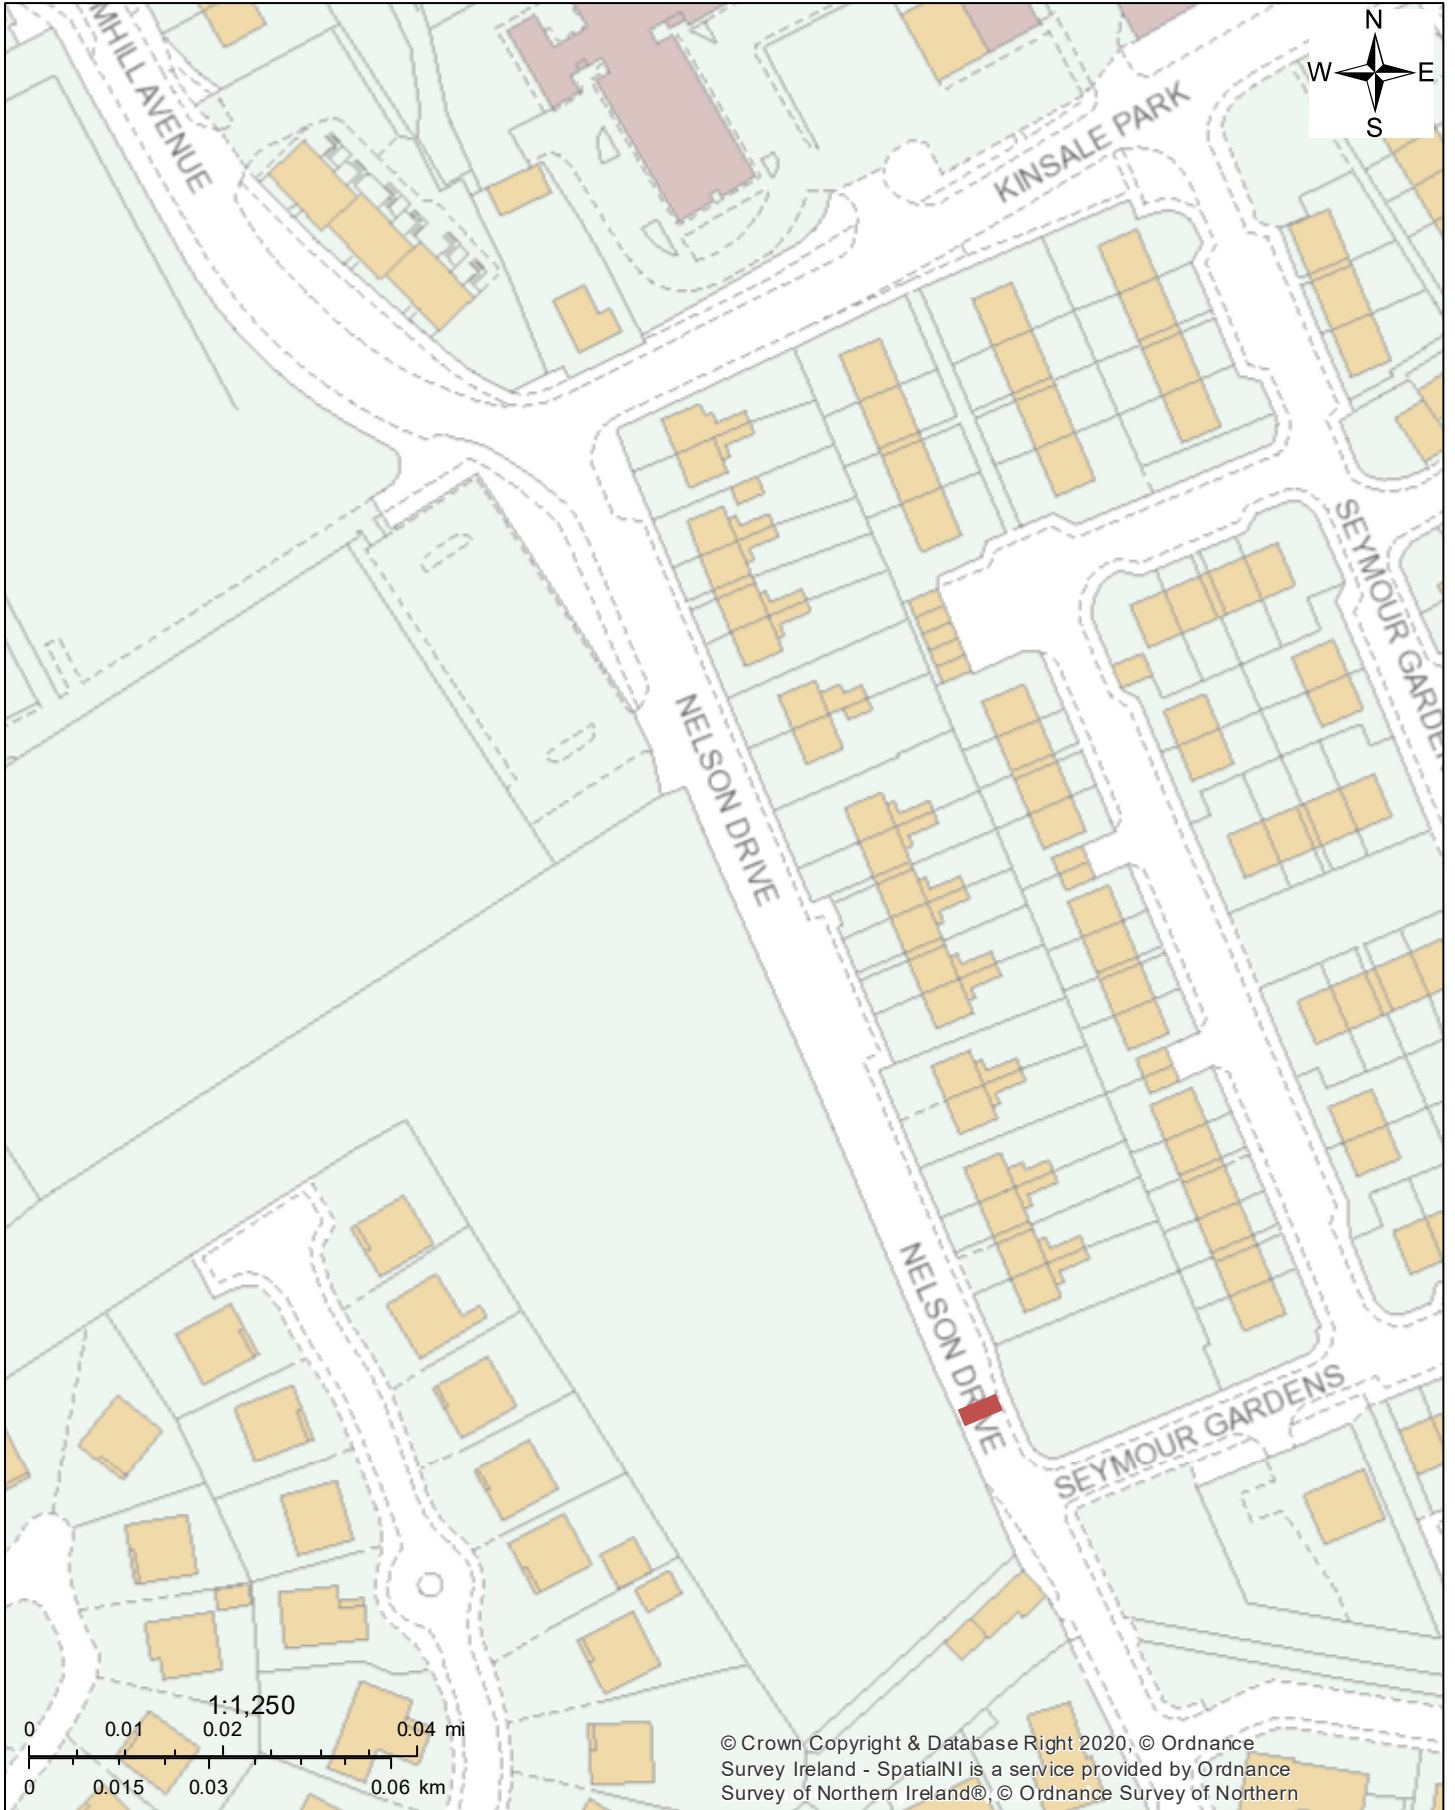 N
W E
S
MHILL AVENUE
KINSALE PARK
SEYMOUR GARDEN
NELSON DRIVE
NELSON DRIVE
SEYMOUR GARDENS
1:1,250
0 0.01 0.02 0.04 mi
0 0.015 0.03 0.06 km
© Crown Copyright & Database Right 2020, © Ordnance
Survey Ireland - SpatialNI is a service provided by Ordnance
Survey of Northern Ireland®, © Ordnance Survey of Northern